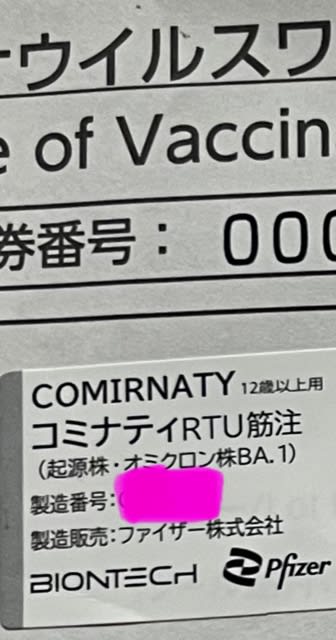 ウイルスワ
e of Vaccin
券番号： 000
COMIRNATY 12歳以上用
コミナティRTU筋注
(起源株・オミクロン株BA.1)
製造番号:
製造販売:ファイザー株式会社
BIONTECH Pfizer